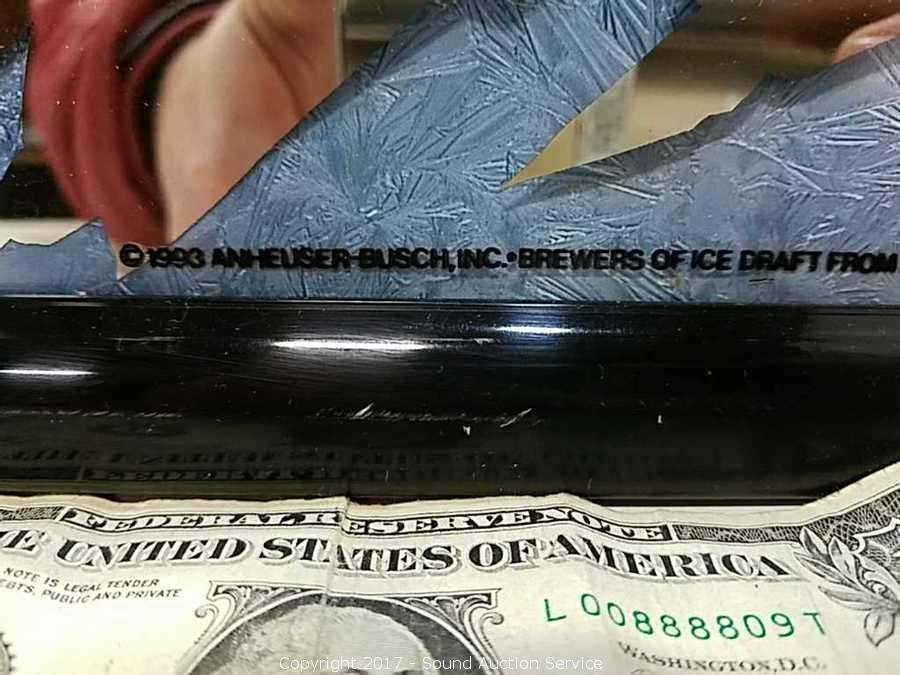 © 1993 ANHEUSER-BUSCH, INC. • BREWERS OF ICE DRAFT FROM
FEDERAL RESERVE NOTE
THE UNITED STATES OF AMERICA
NOTE IS LEGAL TENDER
DEBTS, PUBLIC AND PRIVATE
L 00888809 T
WASHINGTON, D.C.
Copyright 2017 - Sound Auction Service